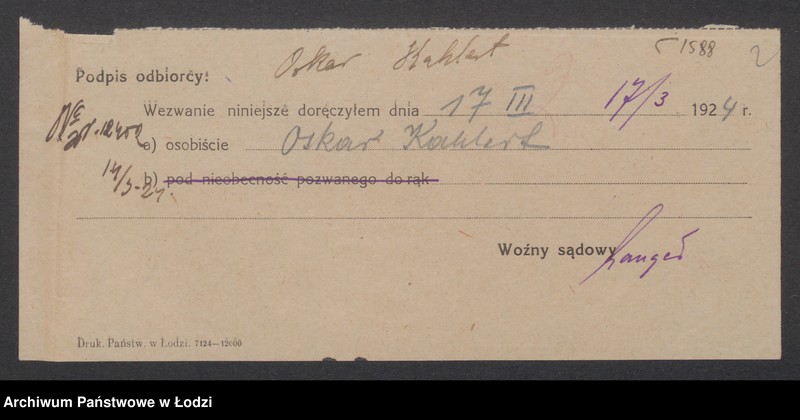 1588 2
Podpis odbiorcy: Oskar Kahlert
Wezwanie niniejsze doręczyłem dnia 17 III 17/3 1924 r.
a) osobiście Oskar Kahlert
14/3-24.
b) pod nieobecność pozwanego do rąk
Woźny sądowy
Druk. Państw. w Łodzi. 7124—12000
Archiwum Państwowe w Łodzi